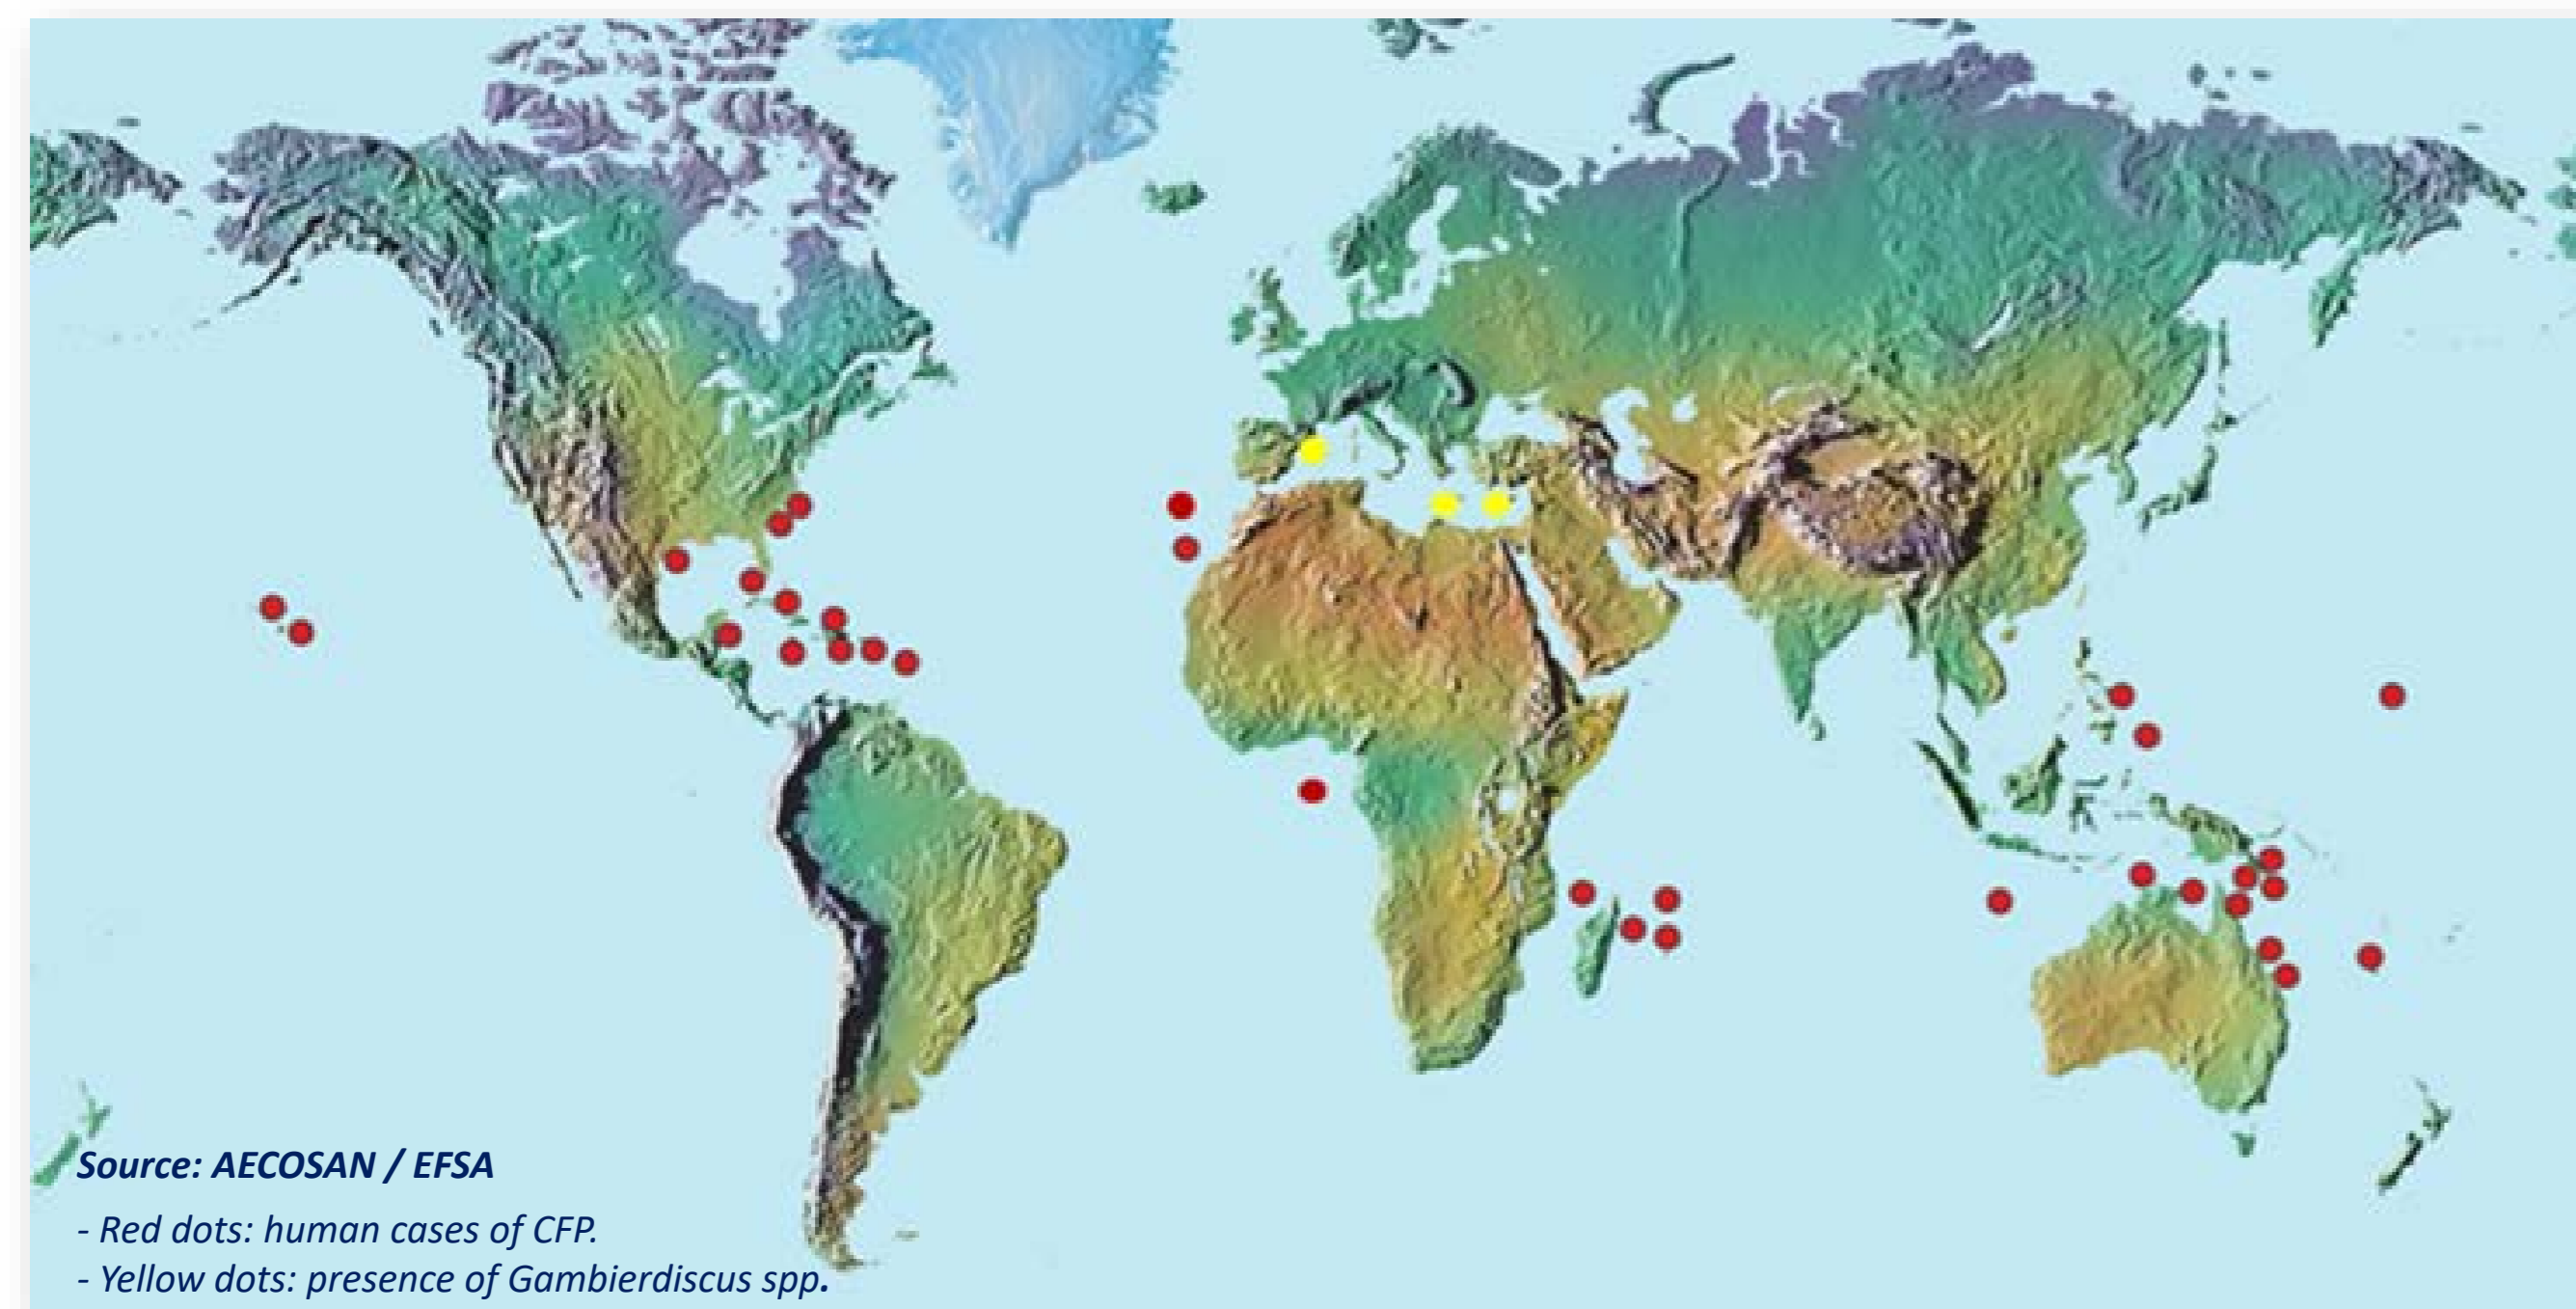 Source: AECOSAN / EFSA
- Red dots: human cases of CFP.
- Yellow dots: presence of Gambierdiscus spp.